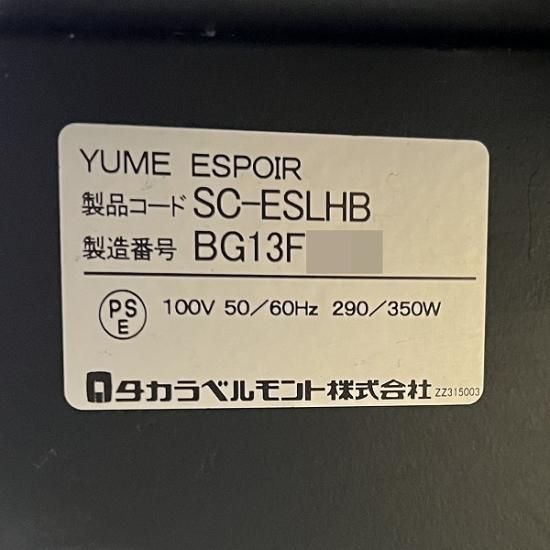 YUME ESPOIR
製品コード SC-ESLHB
製造番号 BG13F
PS
E
100V 50/60Hz 290/350W
タカラベルモント株式会社 ZZ315003